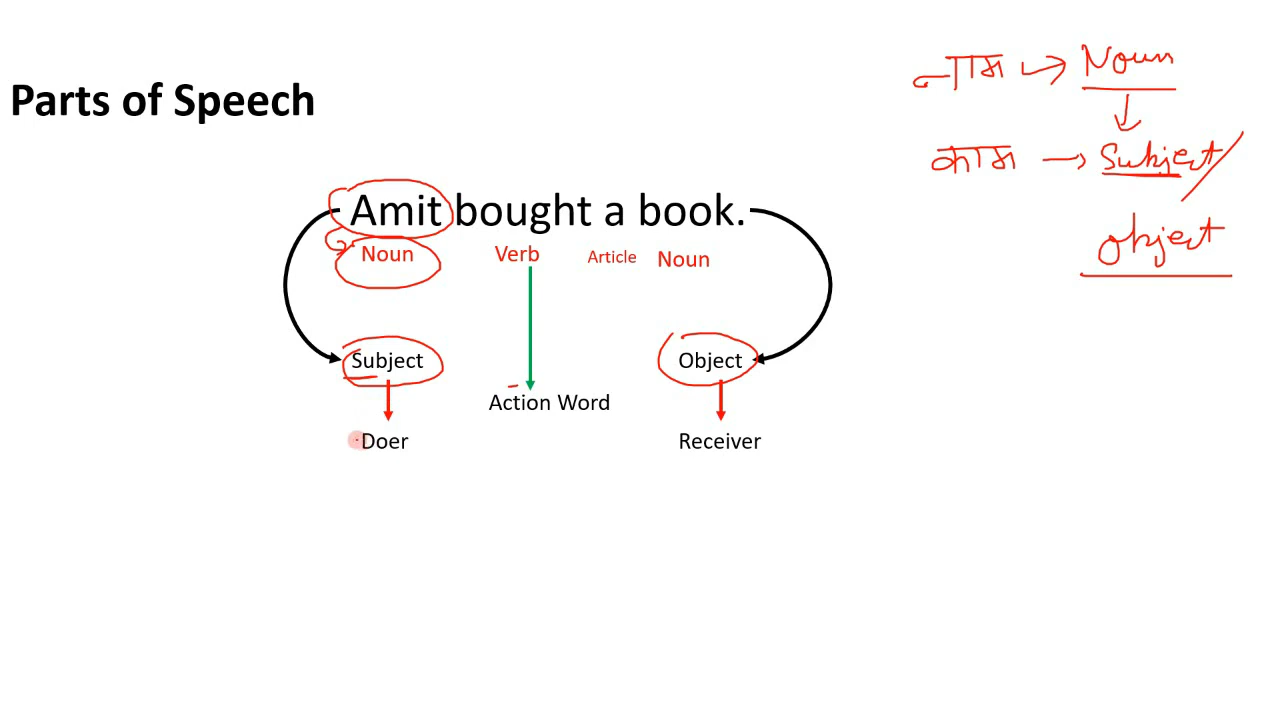 Parts of Speech
नाम → Noun
काम → Subject/
Object
Amit bought a book.
Noun Verb Article Noun
Subject Object
Action Word
Doer Receiver